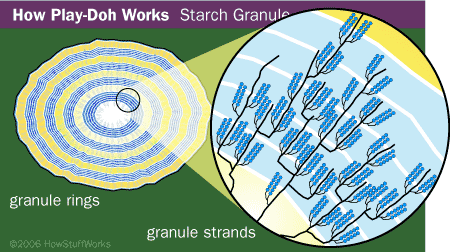 How Play-Doh Works Starch Granule
granule rings
granule strands
©2006 HowStuffWorks